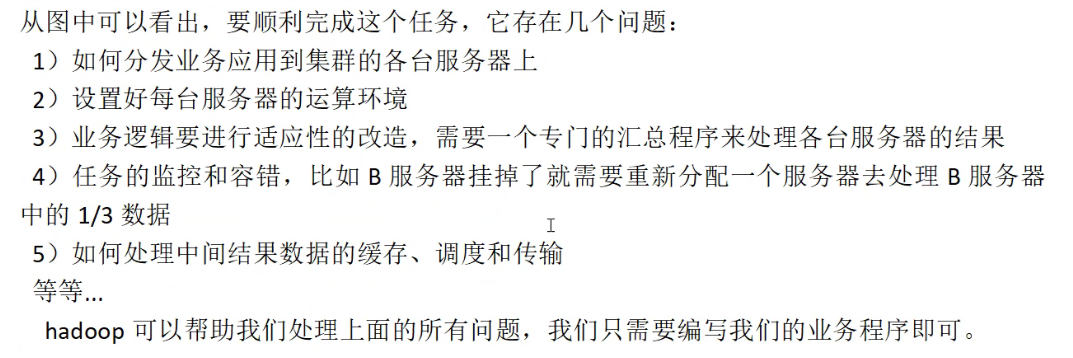 从图中可以看出，要顺利完成这个任务，它存在几个问题：
1）如何分发业务应用到集群的各台服务器上
2）设置好每台服务器的运算环境
3）业务逻辑要进行适应性的改造，需要一个专门的汇总程序来处理各台服务器的结果
4）任务的监控和容错，比如 B 服务器挂掉了就需要重新分配一个服务器去处理 B 服务器
中的 1/3 数据
5）如何处理中间结果数据的缓存、调度和传输
等等...
hadoop 可以帮助我们处理上面的所有问题，我们只需要编写我们的业务程序即可。